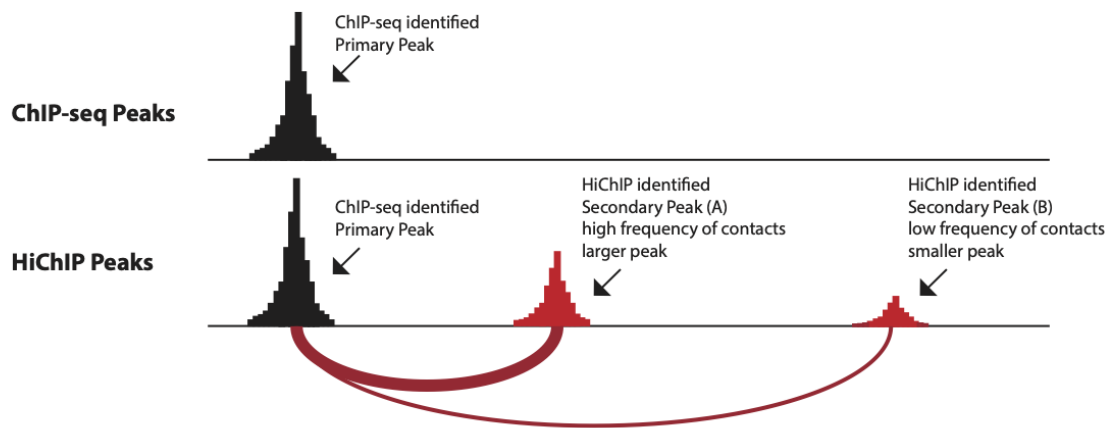 ChIP-seq identified
Primary Peak
ChIP-seq Peaks
HiChIP identified
Secondary Peak (A)
high frequency of contacts
larger peak
HiChIP identified
Secondary Peak (B)
low frequency of contacts
smaller peak
ChIP-seq identified
Primary Peak
HiChIP Peaks